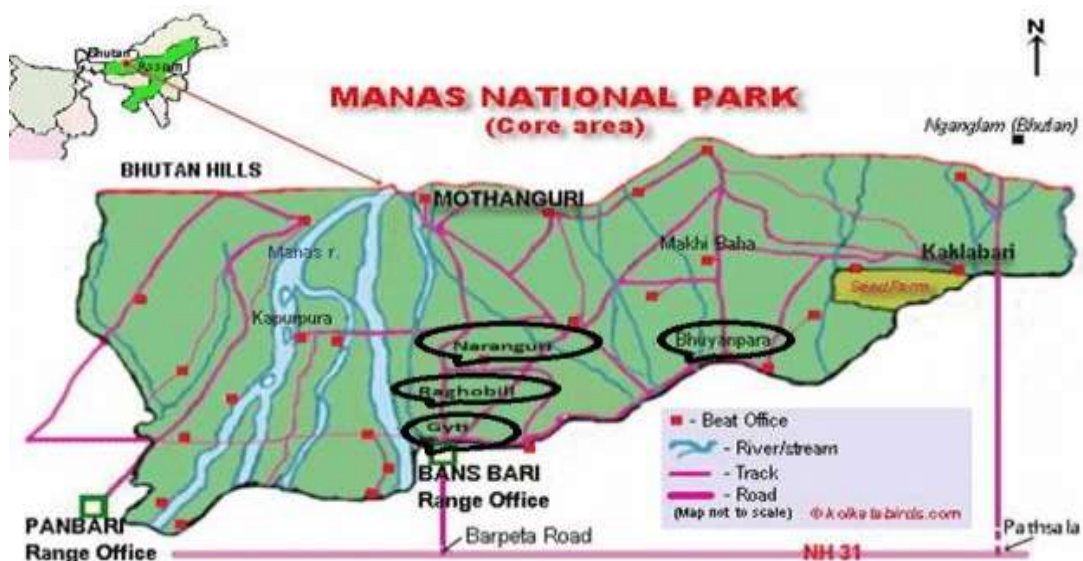 Bhutan
Assam
N
MANAS NATIONAL PARK
(Core area)
Nganglam (Bhutan)
BHUTAN HILLS
MOTHANGURI
Manas r.
Makhi Baha
Kaklabari
Seed farm
Kapurpura
Naranguri
Bhuyanpara
Raghobill
Gyti
BANS BARI
Range Office
- Beat Office
- River/stream
- Track
- Road
(Map not to scale) © kolkatabirds.com
PANBARI
Range Office
Barpeta Road
NH 31
Pathsala